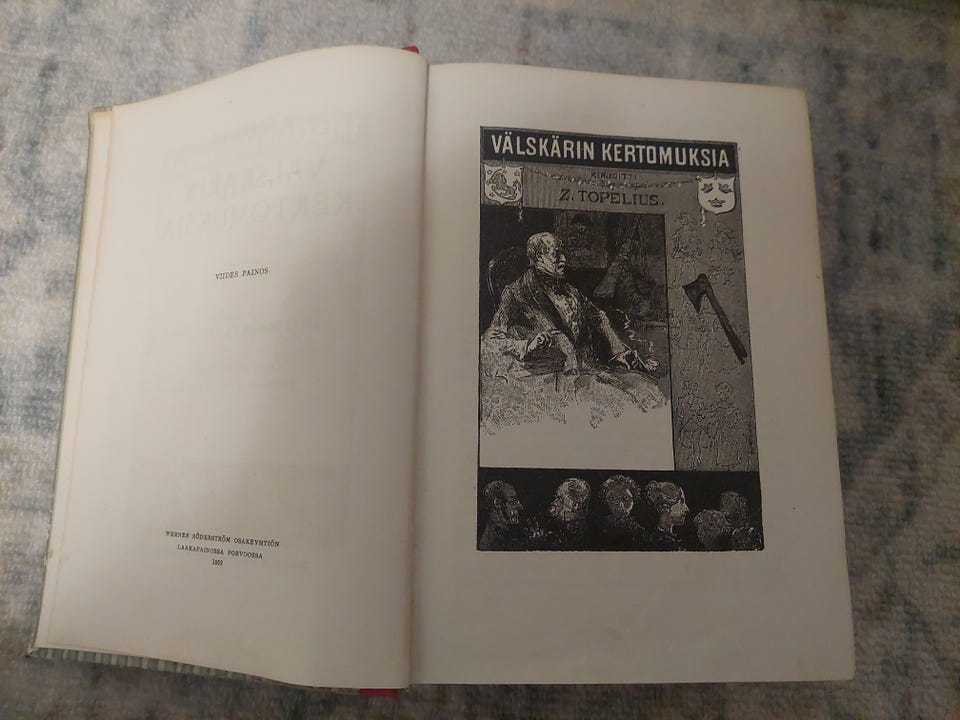 VIIDES PAINOS
WERNER SÖDERSTRÖM OSAKEYHTIÖN
LAAKAPAINOSSA PORVOOSSA
VÄLSKÄRIN KERTOMUKSIA
KIRJOITTI
Z. TOPELIUS.